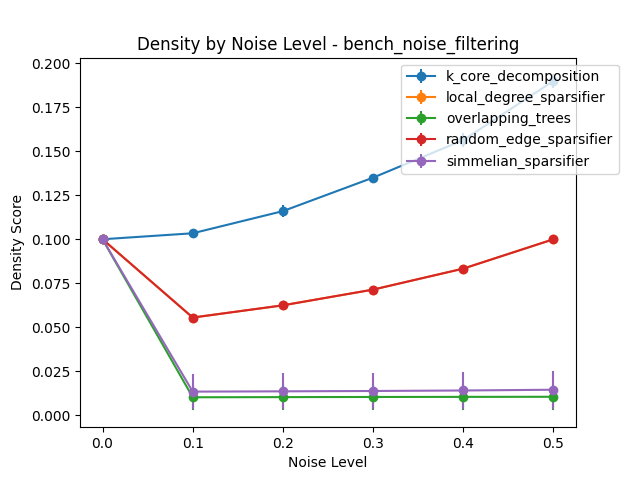 Density by Noise Level - bench_noise_filtering
k_core_decomposition
local_degree_sparsifier
overlapping_trees
random_edge_sparsifier
simmelian_sparsifier
Density Score
0.200
0.175
0.150
0.125
0.100
0.075
0.050
0.025
0.000
0.0 0.1 0.2 0.3 0.4 0.5
Noise Level